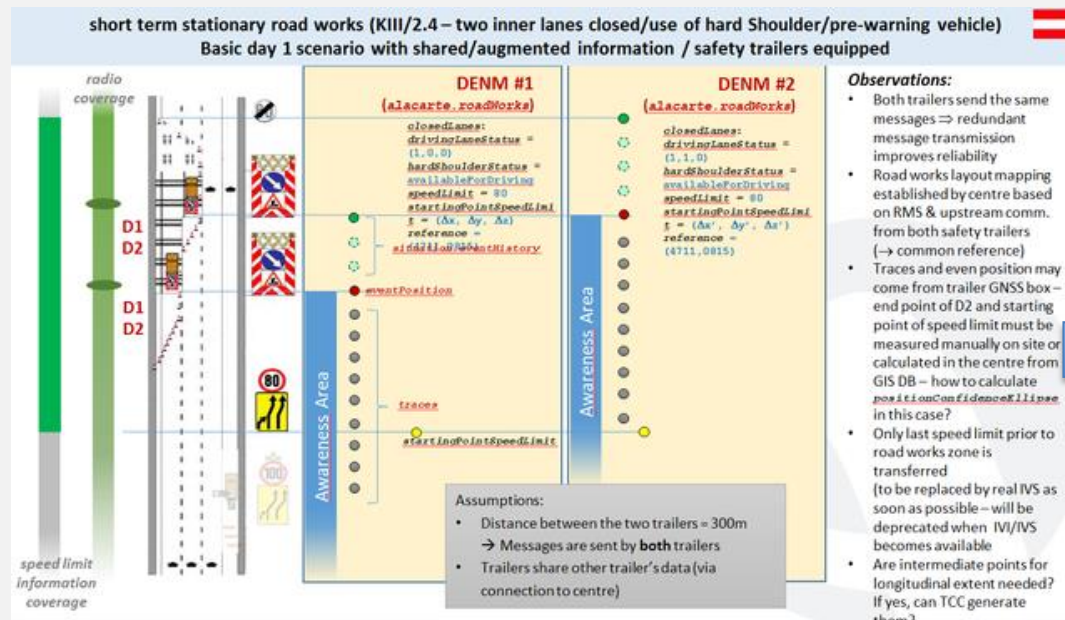 short term stationary road works (KIII/2.4 – two inner lanes closed/use of hard Shoulder/pre-warning vehicle)
Basic day 1 scenario with shared/augmented information / safety trailers equipped
radio
coverage
D1
D2
D1
D2
80
100
speed limit
information
coverage
DENM #1
(alacarte.roadWorks)
closedLanes:
drivingLaneStatus =
(1,0,0)
hardShoulderStatus =
availableForDriving
speedLimit = 80
startingPointSpeedLimi
t = (Δx, Δy, Δz)
reference =
(4711,0815)
situation.eventHistory
eventPosition
traces
startingPointSpeedLimit
Awareness Area
DENM #2
(alacarte.roadWorks)
closedLanes:
drivingLaneStatus =
(1,1,0)
hardShoulderStatus =
availableForDriving
speedLimit = 80
startingPointSpeedLimi
t = (Δx', Δy', Δz')
reference =
(4711,0815)
Awareness Area
Assumptions:
• Distance between the two trailers = 300m
→ Messages are sent by both trailers
• Trailers share other trailer's data (via
connection to centre)
Observations:
• Both trailers send the same
messages ⇒ redundant
message transmission
improves reliability
• Road works layout mapping
established by centre based
on RMS & upstream comm.
from both safety trailers
(→ common reference)
• Traces and even position may
come from trailer GNSS box –
end point of D2 and starting
point of speed limit must be
measured manually on site or
calculated in the centre from
GIS DB – how to calculate
positionConfidenceEllipse
in this case?
• Only last speed limit prior to
road works zone is
transferred
(to be replaced by real IVS as
soon as possible – will be
deprecated when IVI/IVS
becomes available
• Are intermediate points for
longitudinal extent needed?
If yes, can TCC generate
them?